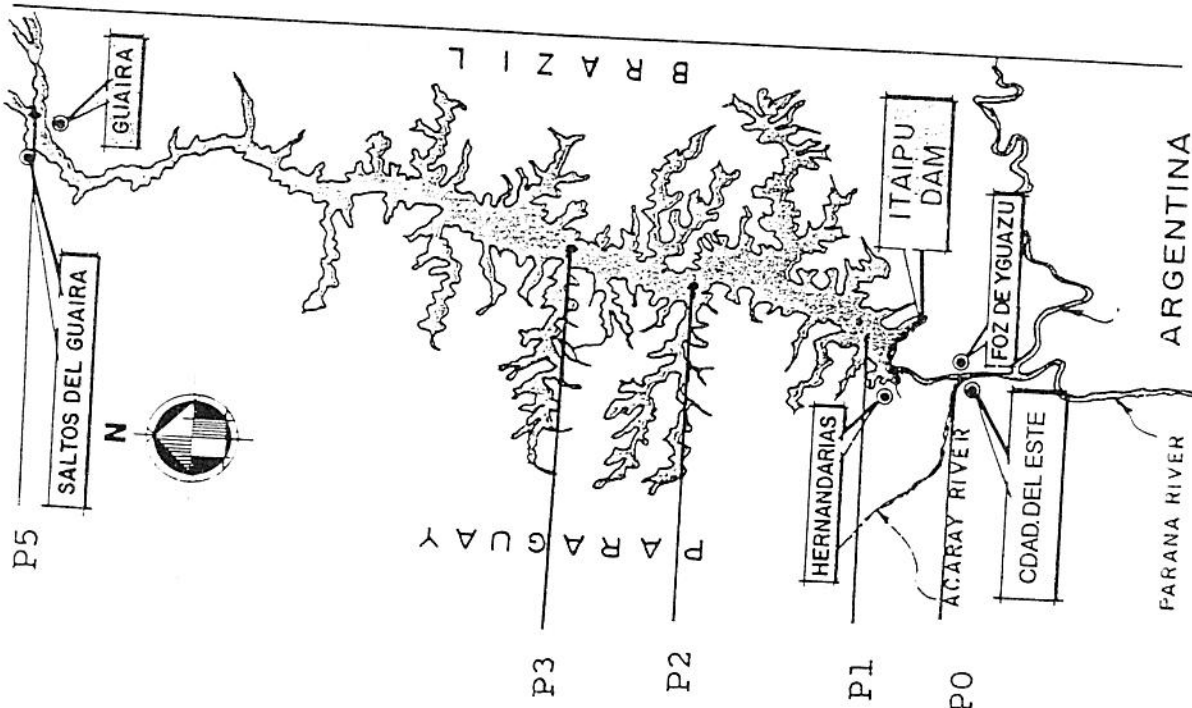 P5
SALTOS DEL GUAIRA
GUAIRA
N
BRAZIL
PARAGUAY
P3
P2
P1
P0
ITAIPU
DAM
HERNANDARIAS
FOZ DE YGUAZU
ACARAY RIVER
CDAD.DEL ESTE
PARANA RIVER
ARGENTINA